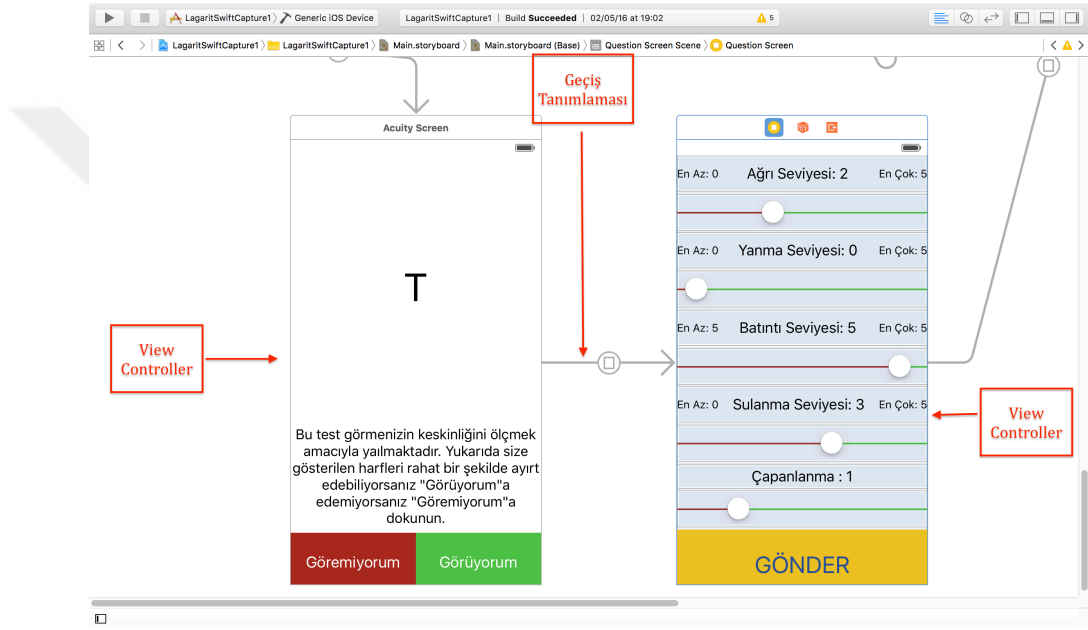 LagaritSwiftCapture1 〉 Generic iOS Device
LagaritSwiftCapture1 | Build Succeeded | 02/05/16 at 19:02
5
LagaritSwiftCapture1 〉 LagaritSwiftCapture1 〉 Main.storyboard 〉 Main.storyboard (Base) 〉 Question Screen Scene 〉 Question Screen
Geçiş
Tanımlaması
Acuity Screen
T
Bu test görmenizin keskinliğini ölçmek
amacıyla yaılmaktadır. Yukarıda size
gösterilen harfleri rahat bir şekilde ayırt
edebiliyorsanız "Görüyorum"a
edemiyorsanız "Göremiyorum"a
dokunun.
Göremiyorum
Görüyorum
View
Controller
En Az: 0 Ağrı Seviyesi: 2 En Çok: 5
En Az: 0 Yanma Seviyesi: 0 En Çok: 5
En Az: 5 Batıntı Seviyesi: 5 En Çok: 5
En Az: 0 Sulanma Seviyesi: 3 En Çok: 5
Çapanlanma : 1
GÖNDER
View
Controller